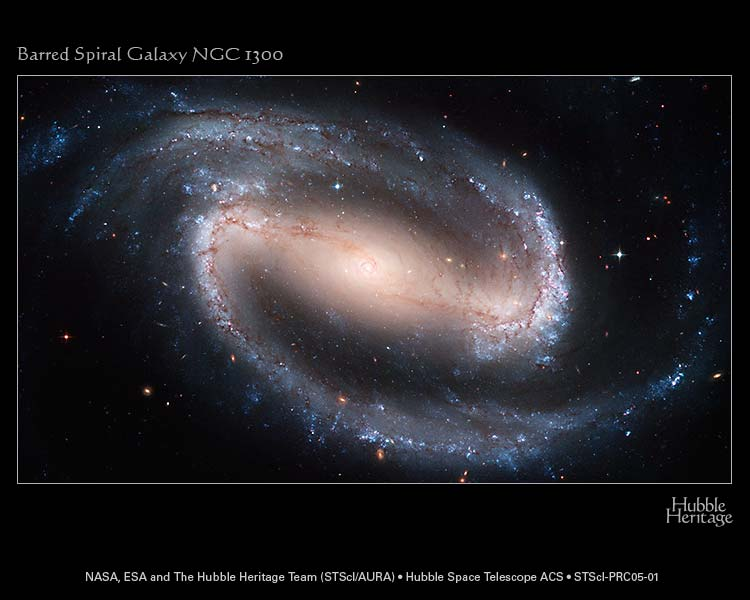 Barred Spiral Galaxy NGC 1300
Hubble
Heritage
NASA, ESA and The Hubble Heritage Team (STScI/AURA) • Hubble Space Telescope ACS • STScI-PRC05-01